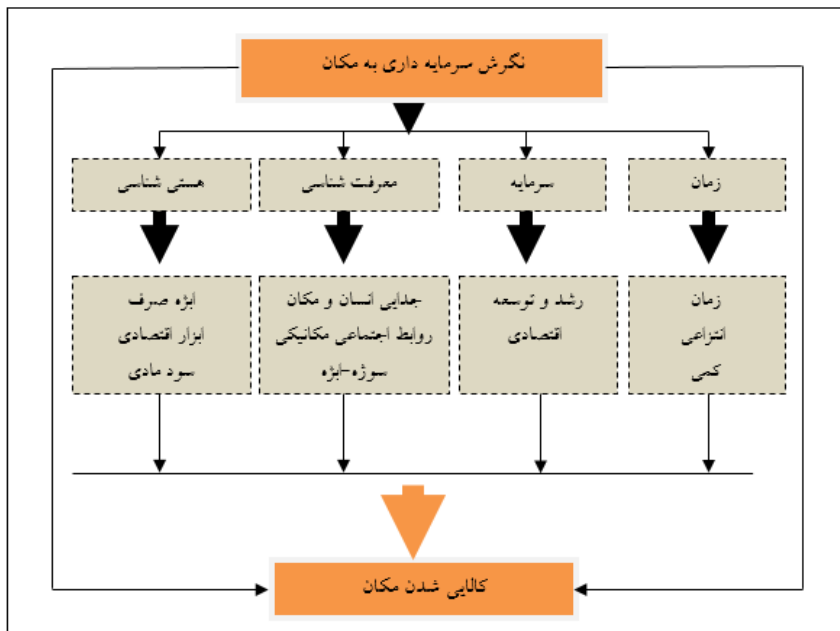 نگرش سرمایه داری به مکان
زمان
سرمایه
معرفت شناسی
هستی شناسی
زمان
انتزاعی
کمی
رشد و توسعه
اقتصادی
جدایی انسان و مکان
روابط اجتماعی مکانیکی
سوژه-ابژه
ابژه صرف
ابزار اقتصادی
سود مادی
کالایی شدن مکان